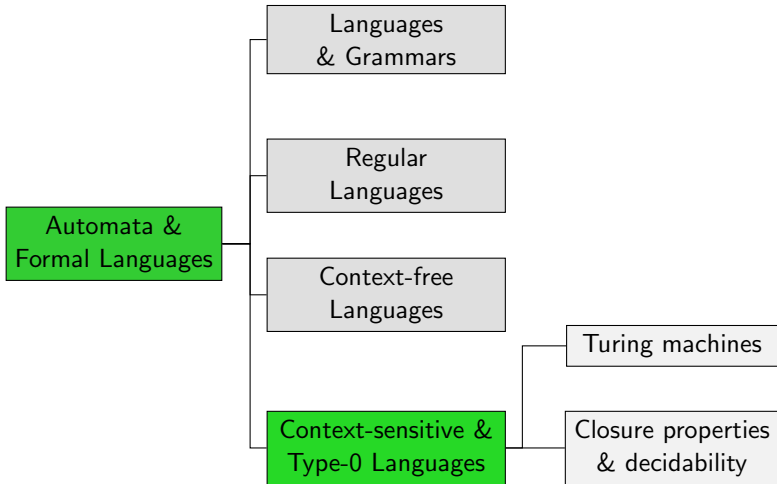 Automata &
Formal Languages
Languages
& Grammars
Regular
Languages
Context-free
Languages
Context-sensitive &
Type-0 Languages
Turing machines
Closure properties
& decidability